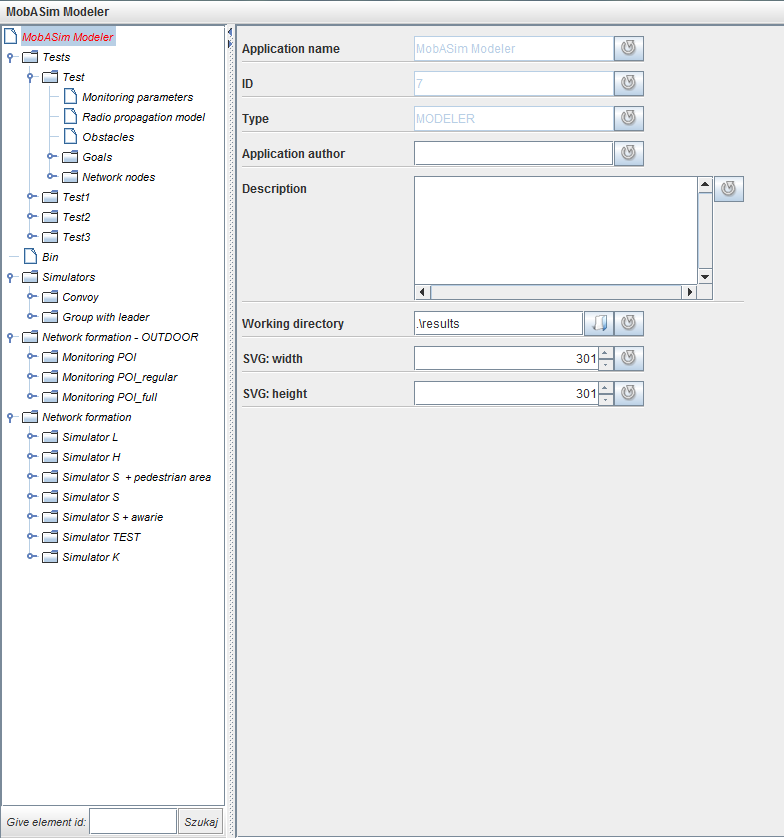 MobASim Modeler
MobASim Modeler
Tests
Test
Monitoring parameters
Radio propagation model
Obstacles
Goals
Network nodes
Test1
Test2
Test3
Bin
Simulators
Convoy
Group with leader
Network formation - OUTDOOR
Monitoring POI
Monitoring POI_regular
Monitoring POI_full
Network formation
Simulator L
Simulator H
Simulator S + pedestrian area
Simulator S
Simulator S + awarie
Simulator TEST
Simulator K
Give element id: Szukaj
Application name MobASim Modeler
ID 7
Type MODELER
Application author
Description
Working directory .\results
SVG: width 301
SVG: height 301